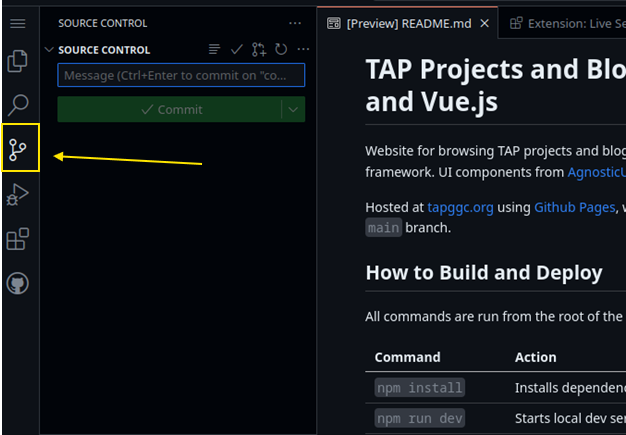 SOURCE CONTROL
SOURCE CONTROL
Message (Ctrl+Enter to commit on "co...
Commit
[Preview] README.md
Extension: Live Se
TAP Projects and Blo
and Vue.js
Website for browsing TAP projects and blog
framework. UI components from AgnosticU
Hosted at tapggc.org using Github Pages, w
main branch.
How to Build and Deploy
All commands are run from the root of the
Command Action
npm install Installs dependenc
npm run dev Starts local dev ser